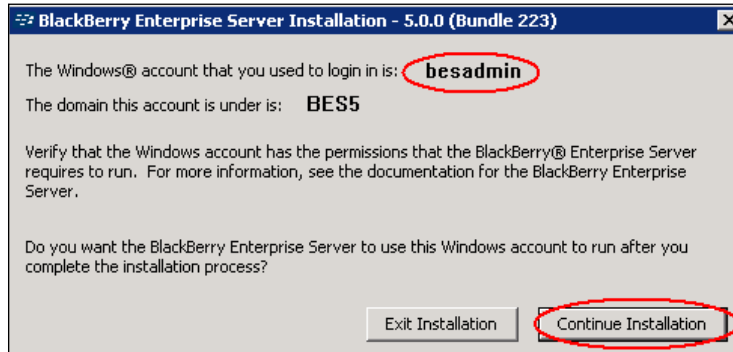 BlackBerry Enterprise Server Installation - 5.0.0 (Bundle 223)
The Windows® account that you used to login in is: besadmin
The domain this account is under is: BES5
Verify that the Windows account has the permissions that the BlackBerry® Enterprise Server
requires to run. For more information, see the documentation for the BlackBerry Enterprise
Server.
Do you want the BlackBerry Enterprise Server to use this Windows account to run after you
complete the installation process?
Exit Installation Continue Installation